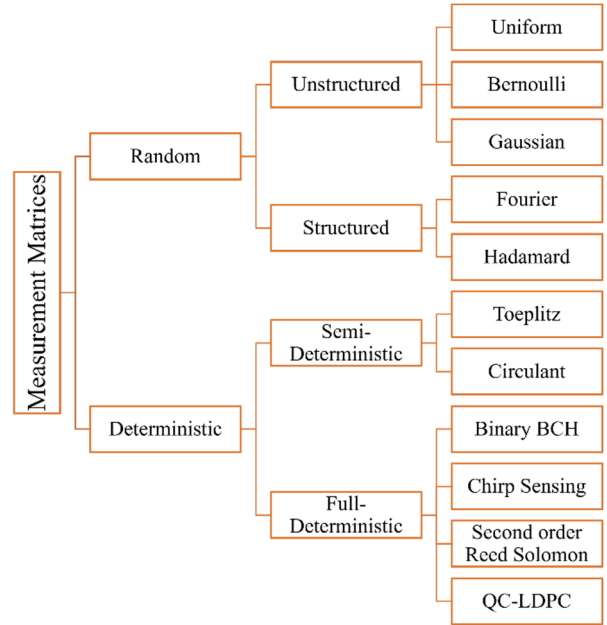 Measurement Matrices
Random
Unstructured
Uniform
Bernoulli
Gaussian
Structured
Fourier
Hadamard
Deterministic
Semi-
Deterministic
Toeplitz
Circulant
Full-
Deterministic
Binary BCH
Chirp Sensing
Second order
Reed Solomon
QC-LDPC